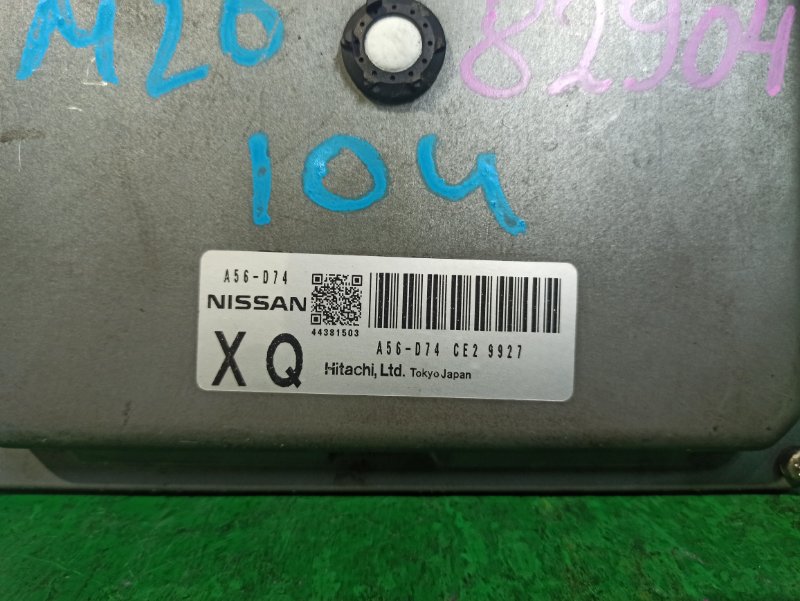 M20
82904
104
A56-D74
NISSAN
44381503
XQ
A56-D74 CE2 9927
Hitachi, Ltd. Tokyo Japan